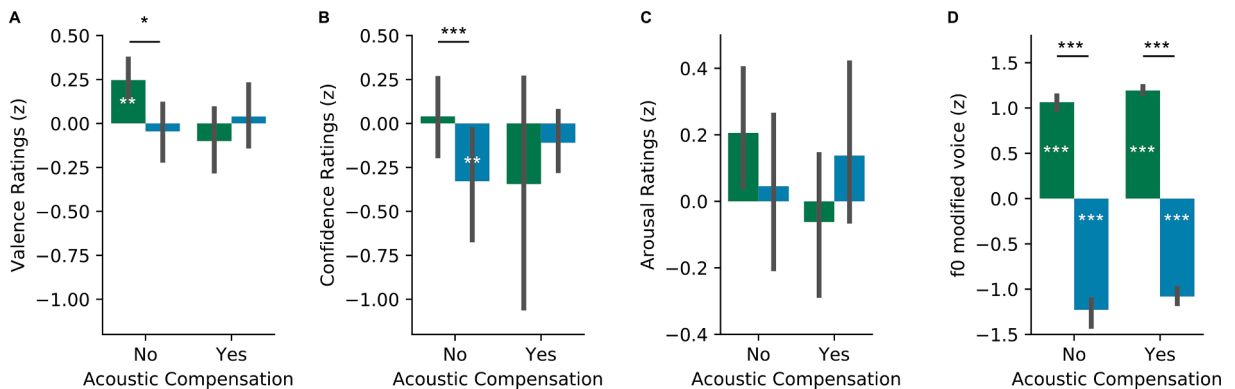 A
*
Valence Ratings (z)
0.50
0.25
0.00
−0.25
−0.50
−0.75
−1.00
**
No
Yes
Acoustic Compensation
B
***
Confidence Ratings (z)
0.50
0.25
0.00
−0.25
−0.50
−0.75
−1.00
**
No
Yes
Acoustic Compensation
C
Arousal Ratings (z)
0.4
0.2
0.0
−0.2
−0.4
No
Yes
Acoustic Compensation
D
*** ***
f0 modified voice (z)
1.5
1.0
0.5
0.0
−0.5
−1.0
−1.5
*** ***
*** ***
No
Yes
Acoustic Compensation